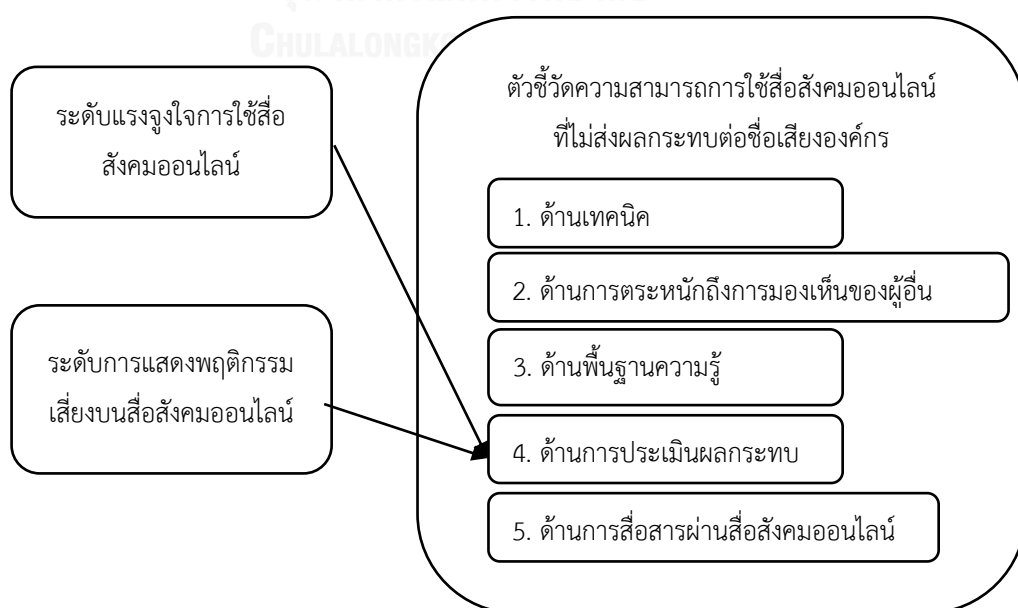 CHULALONGK
ระดับแรงจูงใจการใช้สื่อ
สังคมออนไลน์
ระดับการแสดงพฤติกรรม
เสี่ยงบนสื่อสังคมออนไลน์
ตัวชี้วัดความสามารถการใช้สื่อสังคมออนไลน์
ที่ไม่ส่งผลกระทบต่อชื่อเสียงองค์กร
1. ด้านเทคนิค
2. ด้านการตระหนักถึงการมองเห็นของผู้อื่น
3. ด้านพื้นฐานความรู้
4. ด้านการประเมินผลกระทบ
5. ด้านการสื่อสารผ่านสื่อสังคมออนไลน์